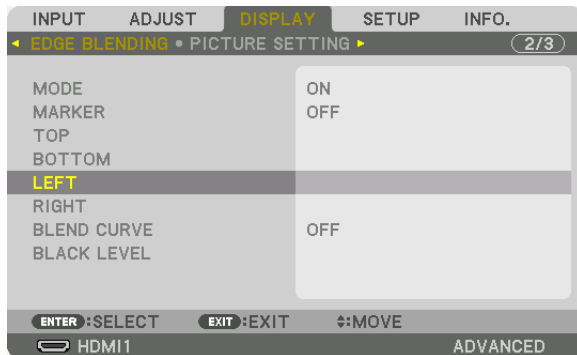 INPUT ADJUST DISPLAY SETUP INFO.
◀ EDGE BLENDING • PICTURE SETTING ▶ 2/3
MODE ON
MARKER OFF
TOP
BOTTOM
LEFT
RIGHT
BLEND CURVE OFF
BLACK LEVEL
ENTER :SELECT EXIT :EXIT :MOVE
HDMI1 ADVANCED